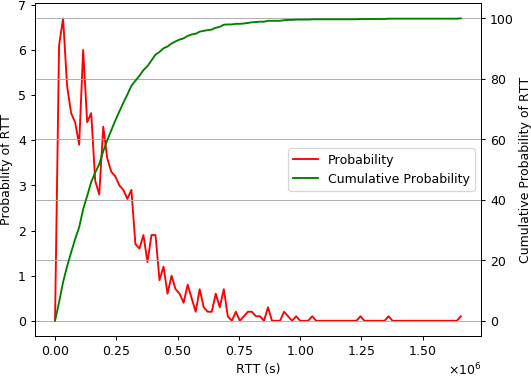 7
6
5
4
3
2
1
0
Probability of RTT
100
80
60
40
20
0
Cumulative Probability of RTT
Probability
Cumulative Probability
0.00 0.25 0.50 0.75 1.00 1.25 1.50
RTT (s)
×10⁶